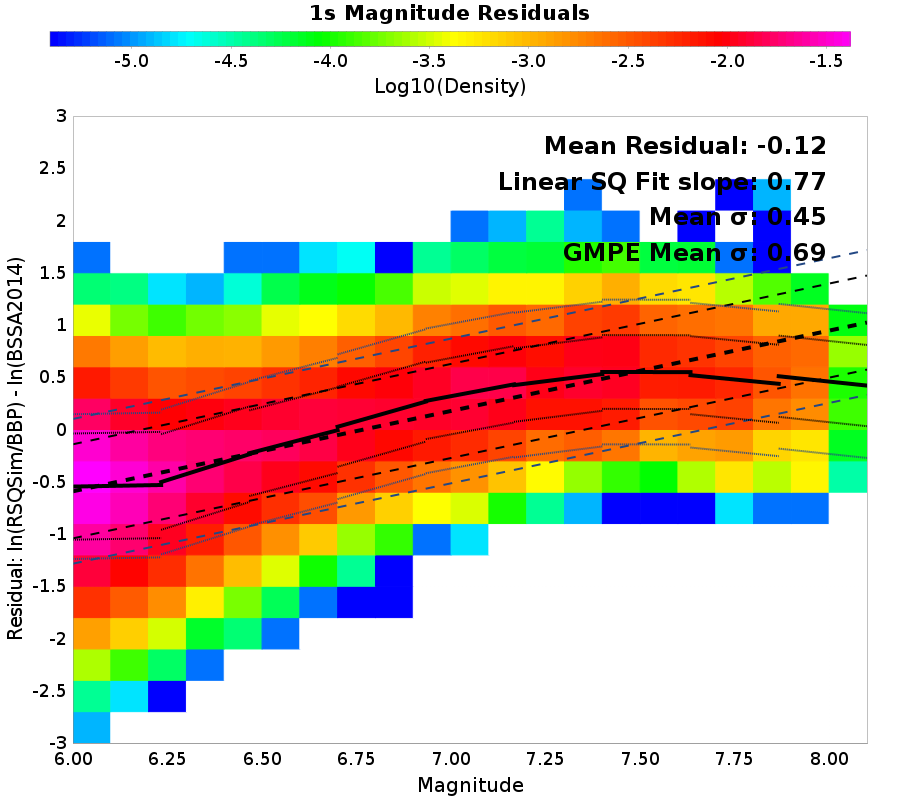 1s Magnitude Residuals
-5.0 -4.5 -4.0 -3.5 -3.0 -2.5 -2.0 -1.5
Log10(Density)
Mean Residual: -0.12
Linear SQ Fit slope: 0.77
Mean σ: 0.45
GMPE Mean σ: 0.69
Residual: ln(RSQSim/BBP) - ln(BSSA2014)
3
2.5
2
1.5
1
0.5
0
-0.5
-1
-1.5
-2
-2.5
-3
6.00 6.25 6.50 6.75 7.00 7.25 7.50 7.75 8.00
Magnitude